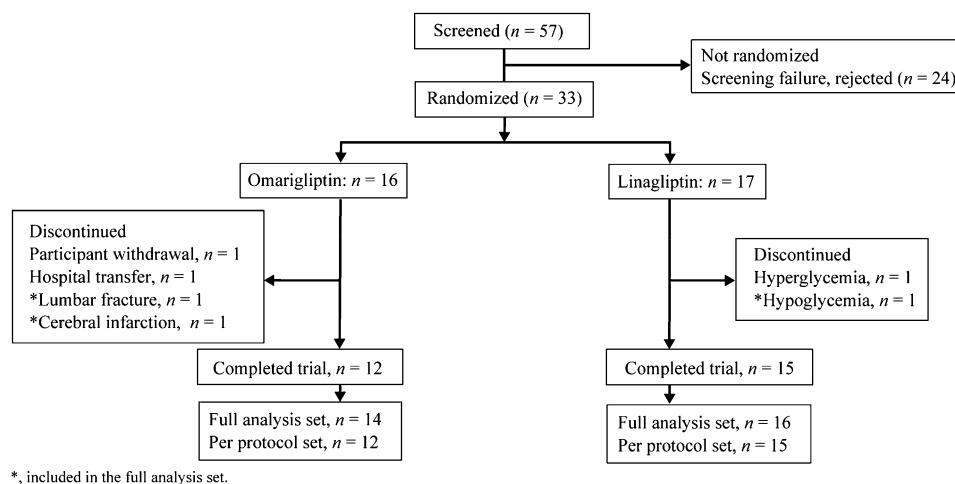 Screened (n = 57)
Not randomized
Screening failure, rejected (n = 24)
Randomized (n = 33)
Omarigliptin: n = 16
Linagliptin: n = 17
Discontinued
Participant withdrawal, n = 1
Hospital transfer, n = 1
*Lumbar fracture, n = 1
*Cerebral infarction, n = 1
Discontinued
Hyperglycemia, n = 1
*Hypoglycemia, n = 1
Completed trial, n = 12
Completed trial, n = 15
Full analysis set, n = 14
Per protocol set, n = 12
Full analysis set, n = 16
Per protocol set, n = 15
*, included in the full analysis set.